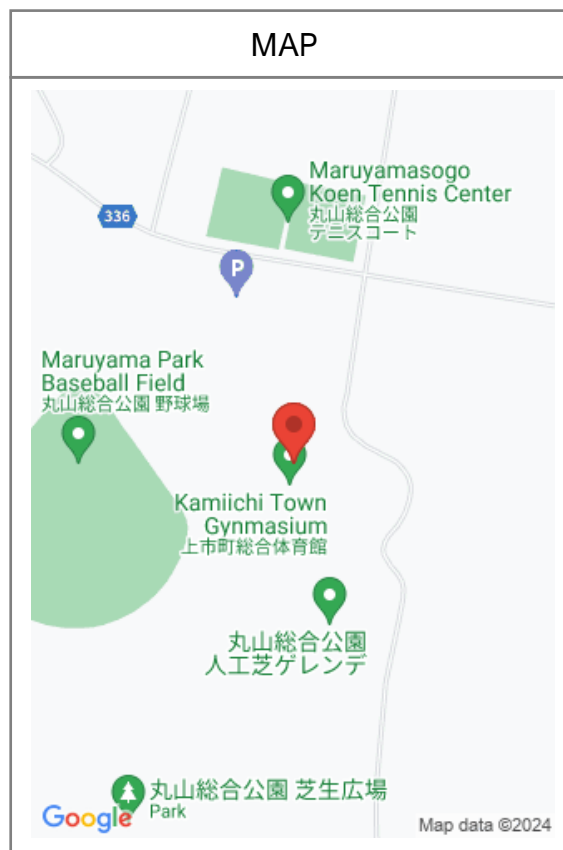 MAP
Maruyamasogo
Koen Tennis Center
丸山総合公園
テニスコート
336
P
Maruyama Park
Baseball Field
丸山総合公園 野球場
Kamiichi Town
Gynmasium
上市町総合体育館
丸山総合公園
人工芝ゲレンデ
丸山総合公園 芝生広場
Park
Google
Map data ©2024